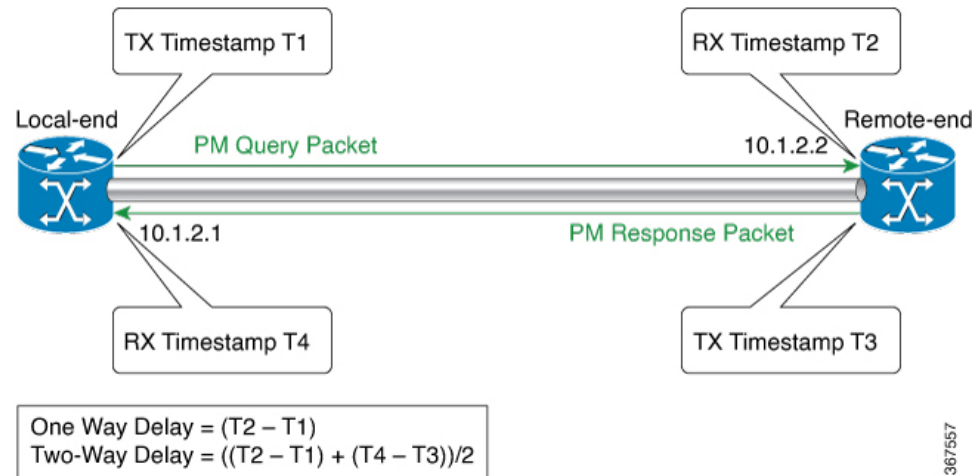 TX Timestamp T1
RX Timestamp T2
Local-end
Remote-end
PM Query Packet
10.1.2.2
10.1.2.1
PM Response Packet
RX Timestamp T4
TX Timestamp T3
One Way Delay = (T2 – T1)
Two-Way Delay = ((T2 – T1) + (T4 – T3))/2
367557